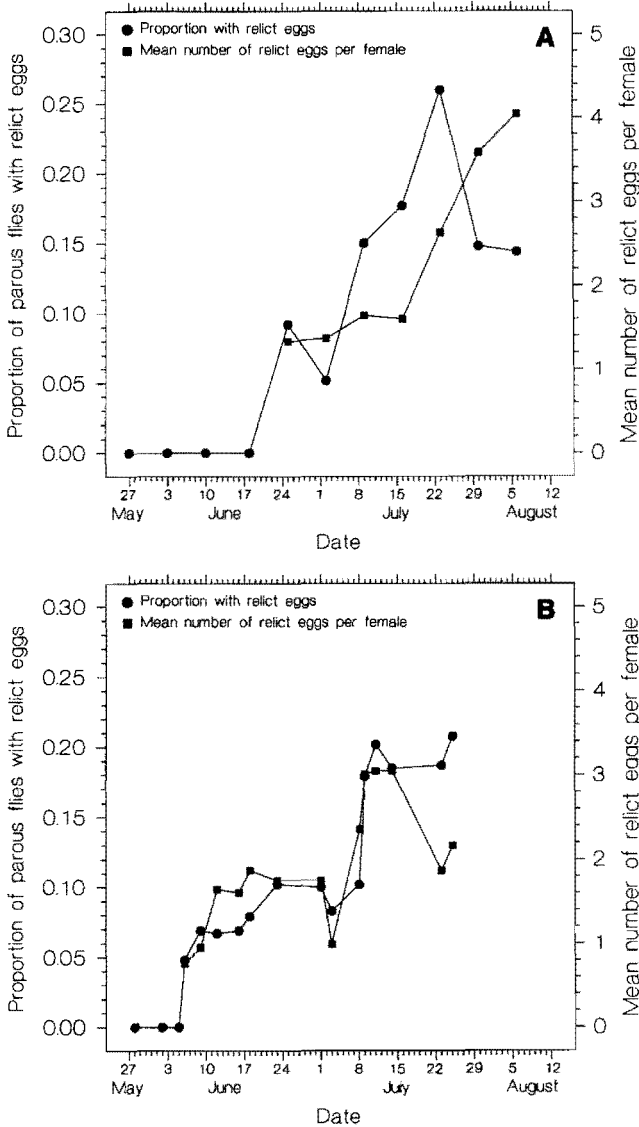 A
● Proportion with relict eggs
■ Mean number of relict eggs per female
Proportion of parous flies with relict eggs
0.30
0.25
0.20
0.15
0.10
0.05
0.00
Mean number of relict eggs per female
5
4
3
2
1
0
27 3 10 17 24 1 8 15 22 29 5 12
May June July August
Date
B
● Proportion with relict eggs
■ Mean number of relict eggs per female
Proportion of parous flies with relict eggs
0.30
0.25
0.20
0.15
0.10
0.05
0.00
Mean number of relict eggs per female
5
4
3
2
1
0
27 3 10 17 24 1 8 15 22 29 5 12
May June July August
Date